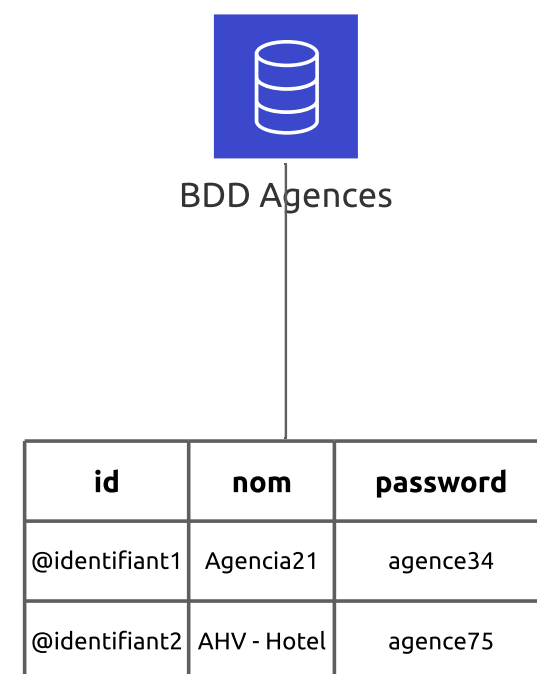 BDD Agences
id nom password
@identifiant1 Agencia21 agence34
@identifiant2 AHV - Hotel agence75